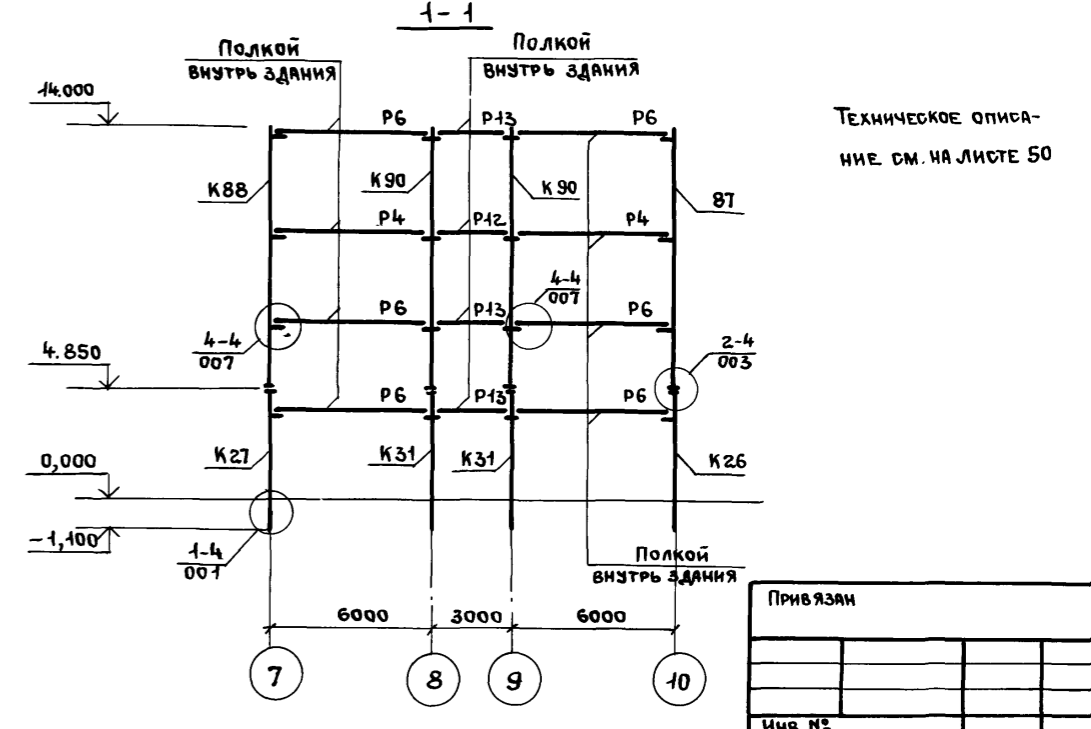 1-1
Полкой
внутрь здания
Полкой
внутрь здания
14.000
Техническое описа-
ние см. на листе 50
Р6
Р13
Р6
К88
К90
К90
87
Р4
Р12
Р4
4-4
007
Р6
Р13
Р6
4-4
007
2-4
003
4.850
Р6
Р13
Р6
К27
К31
К31
К26
0,000
-1,100
1-4
001
Полкой
внутрь здания
6000
3000
6000
7
8
9
10
Привязан
Инв №